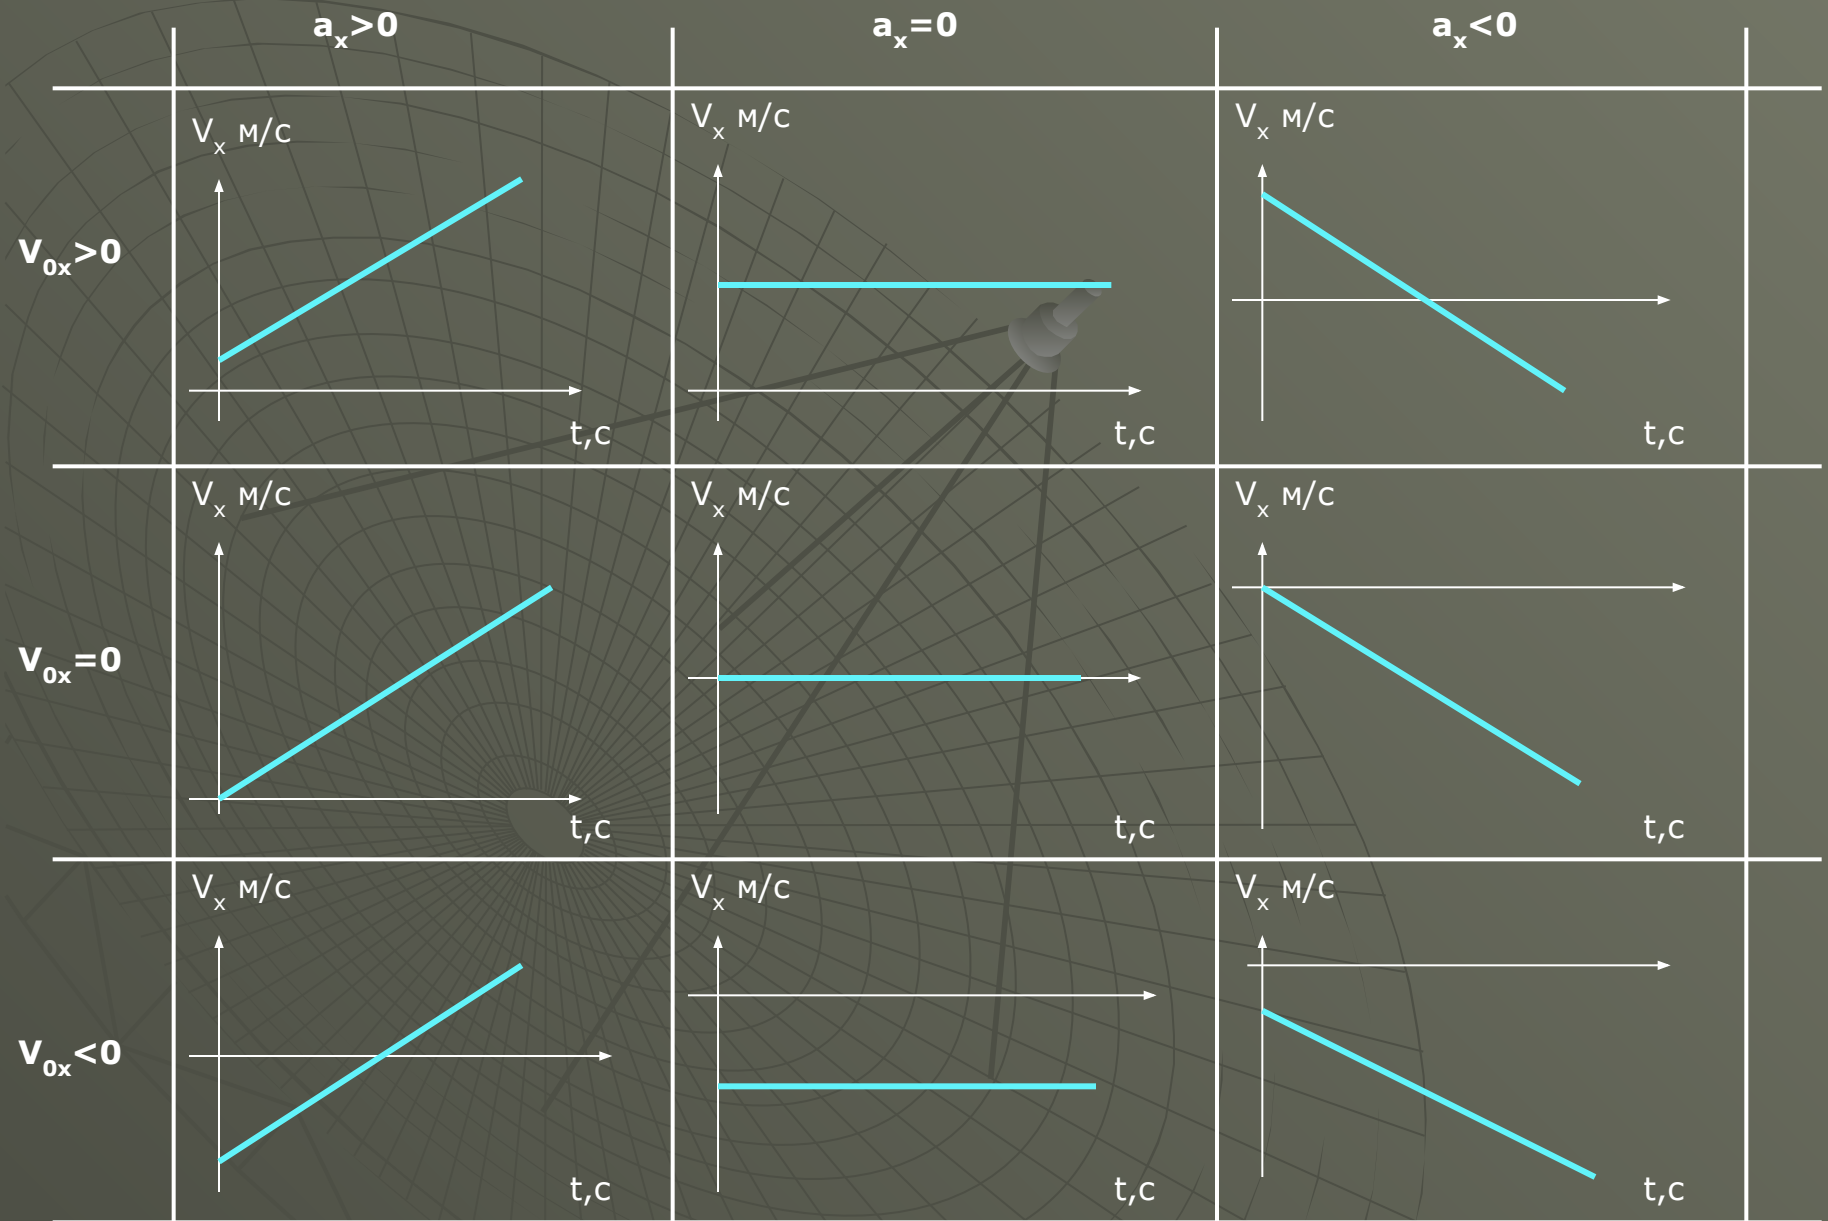 aₓ>0 aₓ=0 aₓ<0
Vₓ м/с Vₓ м/с Vₓ м/с
V₀ₓ>0
t,c t,c t,c
Vₓ м/с Vₓ м/с Vₓ м/с
V₀ₓ=0
t,c t,c t,c
Vₓ м/с Vₓ м/с Vₓ м/с
V₀ₓ<0
t,c t,c t,c